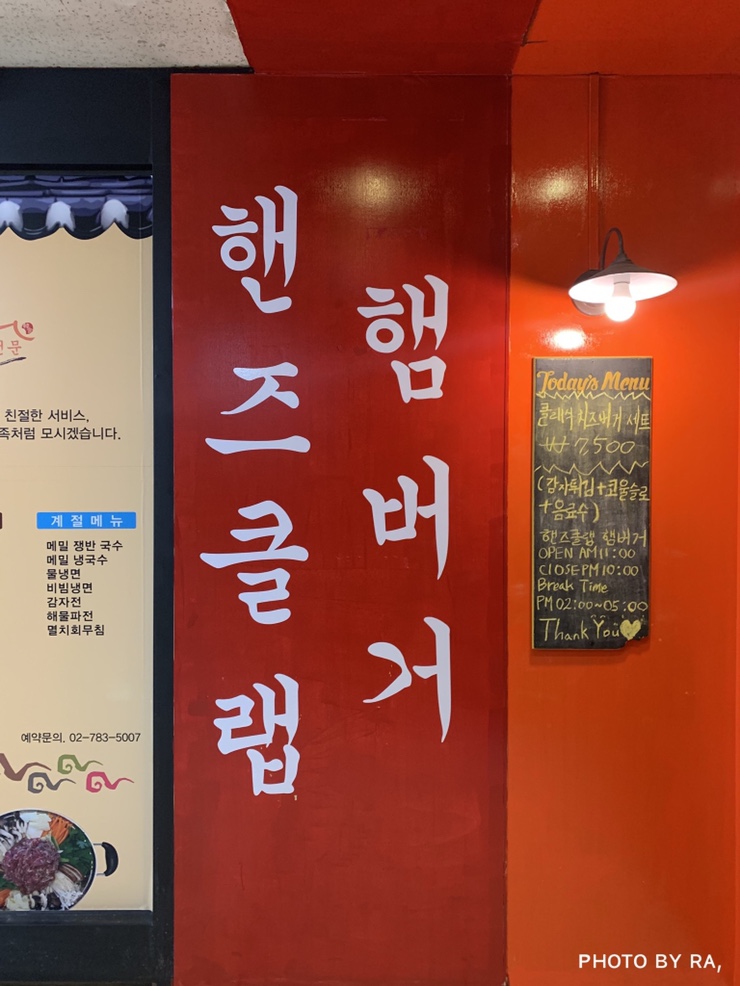 전문
친절한 서비스,
족처럼 모시겠습니다.
계절메뉴
메밀 쟁반 국수
메밀 냉국수
물냉면
비빔냉면
감자전
해물파전
멸치회무침
예약문의. 02-783-5007
핸즈클랩
햄버거
Today's Menu
클래식 치즈버거 세트
₩7,500
(감자튀김+코울슬로
+음료수)
핸즈클랩 햄버거
OPEN AM11:00
ClOSE PM10:00
Break Time
PM 02:00~05:00
Thank You
PHOTO BY RA,